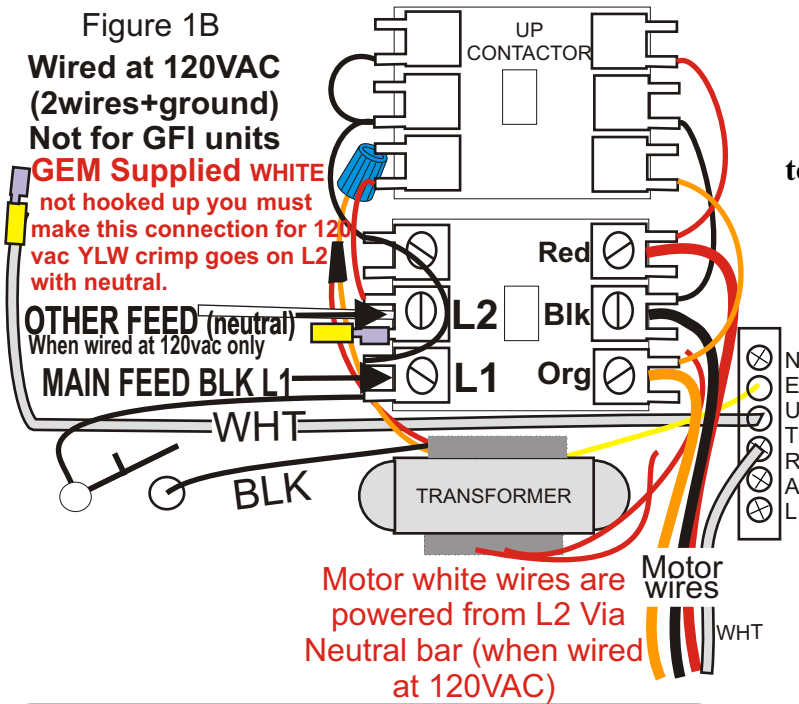 Figure 1B
Wired at 120VAC
(2wires+ground)
Not for GFI units
GEM Supplied WHITE
not hooked up you must
make this connection for 120
vac YLW crimp goes on L2
with neutral.
UP
CONTACTOR
te
OTHER FEED (neutral)
When wired at 120vac only
MAIN FEED BLK L1
L2
L1
Red
Blk
Org
WHT
BLK
TRANSFORMER
N
E
U
T
R
A
L
Motor white wires are
powered from L2 Via
Neutral bar (when wired
at 120VAC)
Motor
wires
WHT